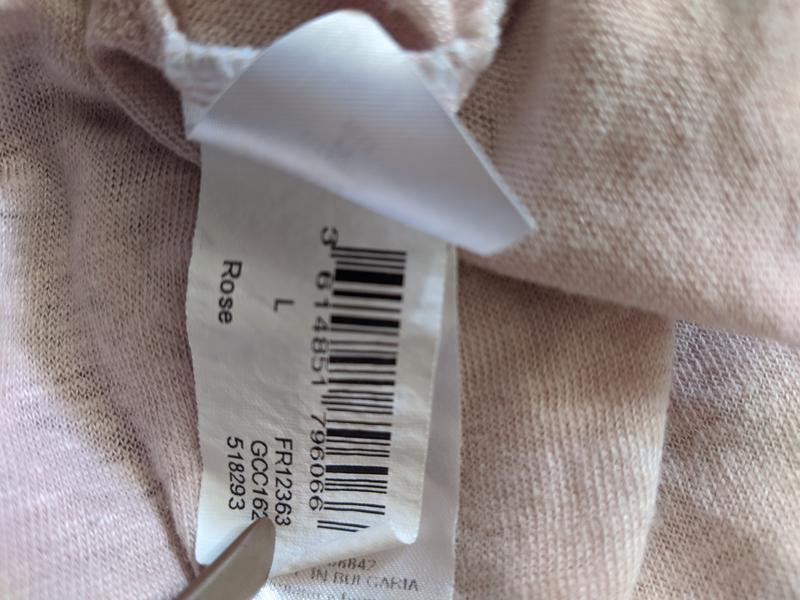 3 614851 796066
L
Rose
FR12363
GCC162
518293
IN BULGARIA